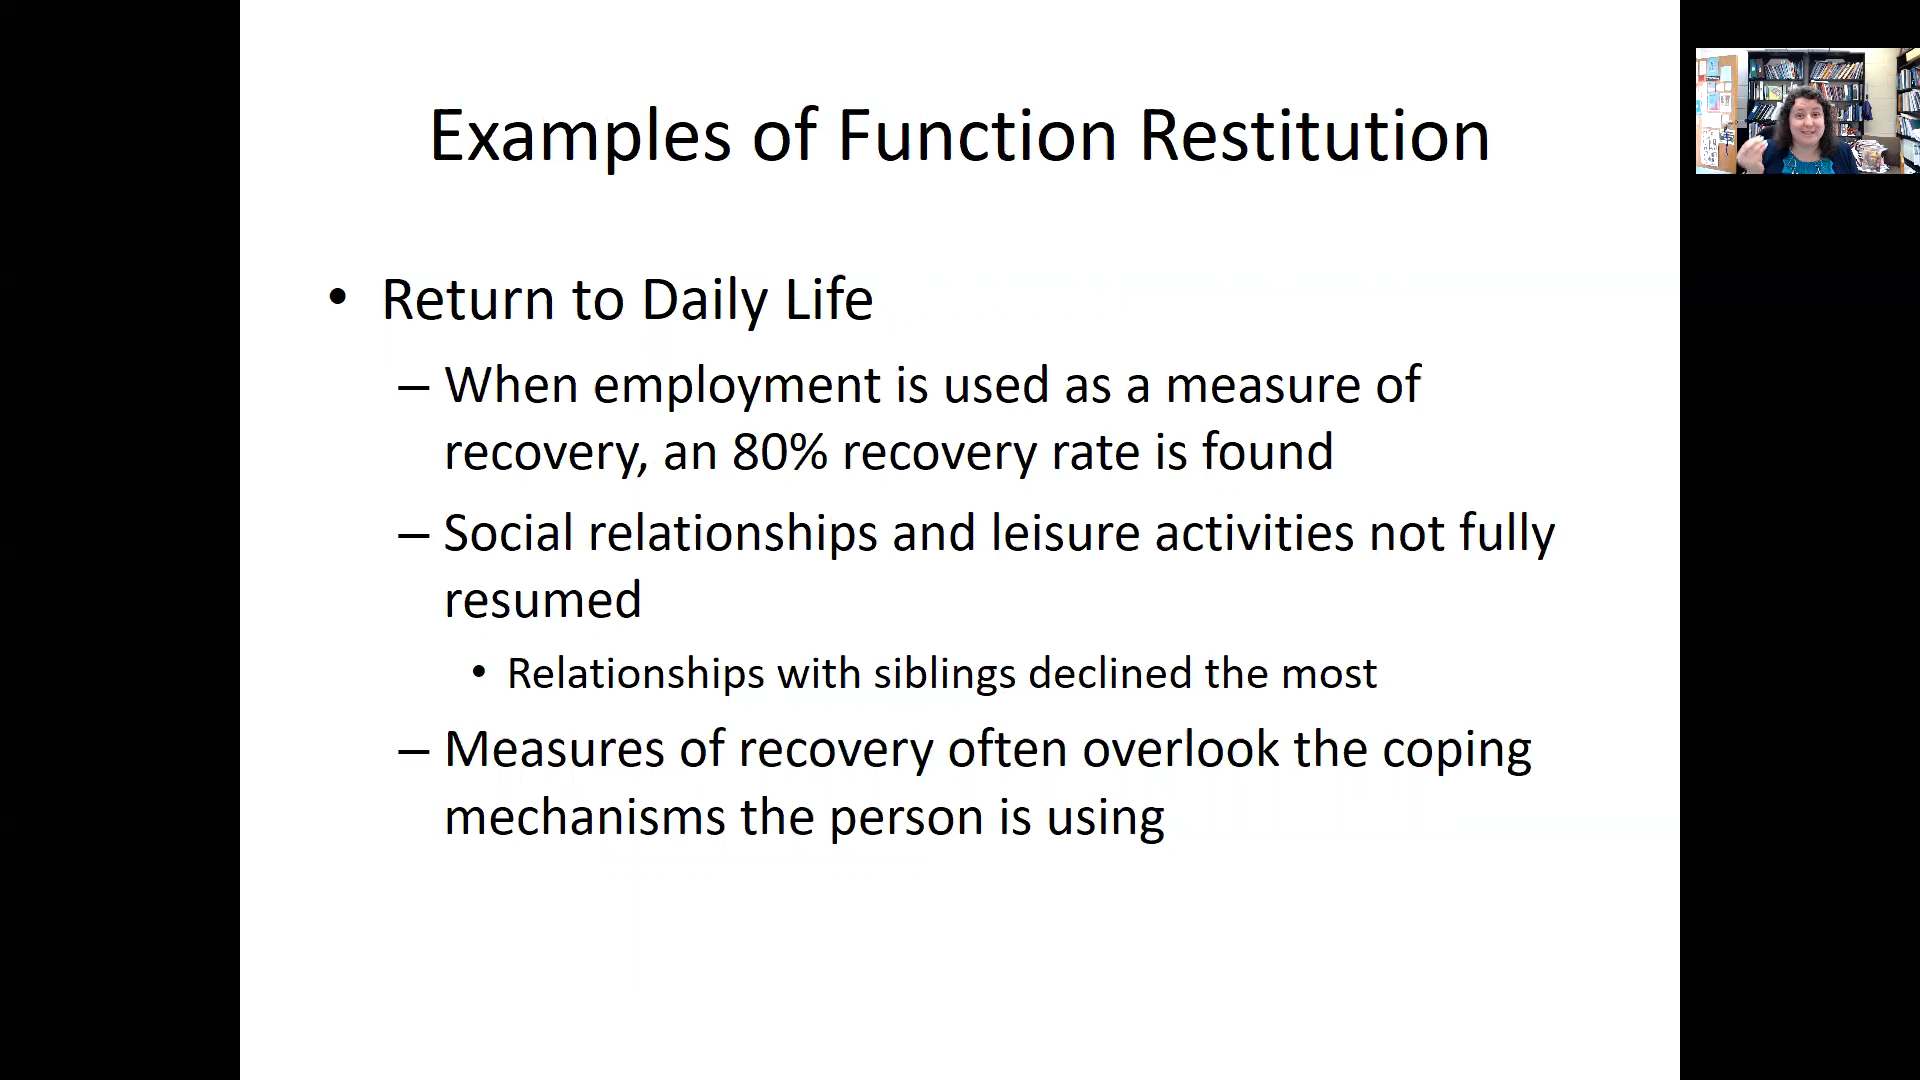 Examples of Function Restitution
• Return to Daily Life
– When employment is used as a measure of
recovery, an 80% recovery rate is found
– Social relationships and leisure activities not fully
resumed
• Relationships with siblings declined the most
– Measures of recovery often overlook the coping
mechanisms the person is using